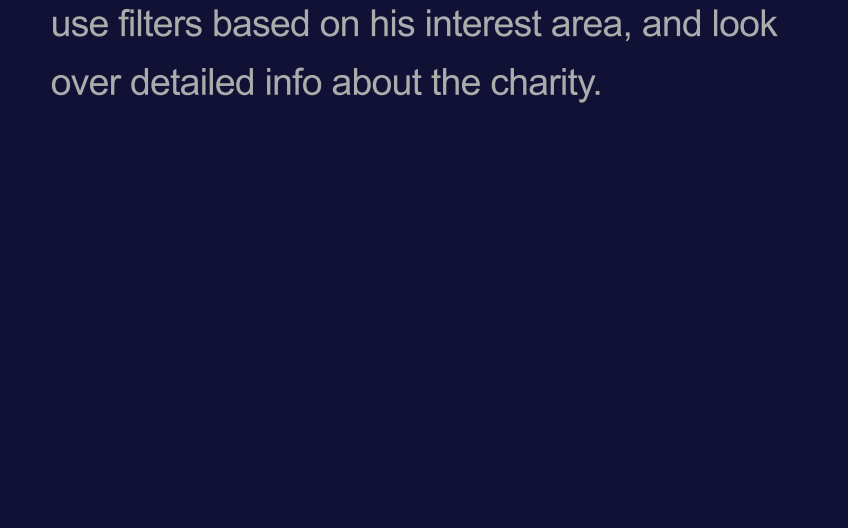 use filters based on his interest area, and look
over detailed info about the charity.